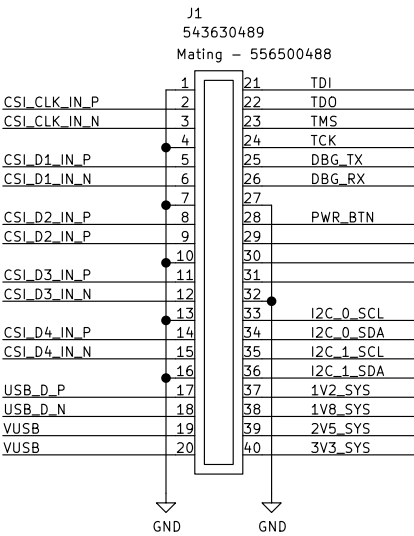 J1
543630489
Mating - 556500488
1 21 TDI
CSI_CLK_IN_P 2 22 TDO
CSI_CLK_IN_N 3 23 TMS
4 24 TCK
CSI_D1_IN_P 5 25 DBG_TX
CSI_D1_IN_N 6 26 DBG_RX
7 27
CSI_D2_IN_P 8 28 PWR_BTN
CSI_D2_IN_P 9 29
10 30
CSI_D3_IN_P 11 31
CSI_D3_IN_N 12 32
13 33 I2C_0_SCL
CSI_D4_IN_P 14 34 I2C_0_SDA
CSI_D4_IN_N 15 35 I2C_1_SCL
16 36 I2C_1_SDA
USB_D_P 17 37 1V2_SYS
USB_D_N 18 38 1V8_SYS
VUSB 19 39 2V5_SYS
VUSB 20 40 3V3_SYS
GND GND